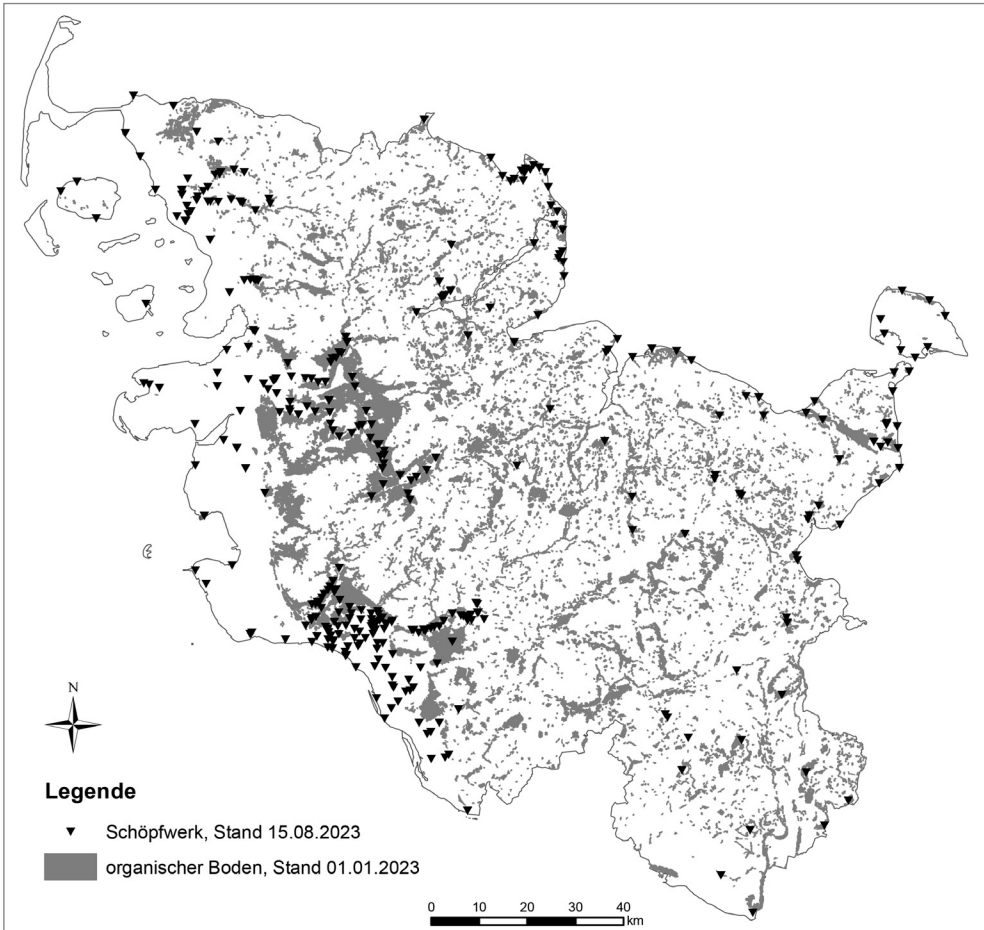 N
Legende
Schöpfwerk, Stand 15.08.2023
organischer Boden, Stand 01.01.2023
0 10 20 30 40
km